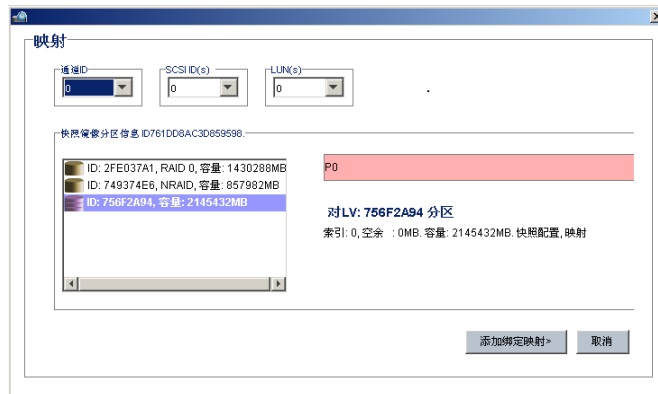 映射
通道ID SCSI ID(s) LUN(s)
0 0 0
快照镜像分区信息 ID761DD8AC3D859598.
ID: 2FE037A1, RAID 0, 容量: 1430288MB
P0
ID: 749374E6, NRAID, 容量: 857982MB
ID: 756F2A94, 容量: 2145432MB
对LV: 756F2A94 分区
索引: 0, 空余 : 0MB. 容量: 2145432MB. 快照配置, 映射
添加绑定映射» 取消